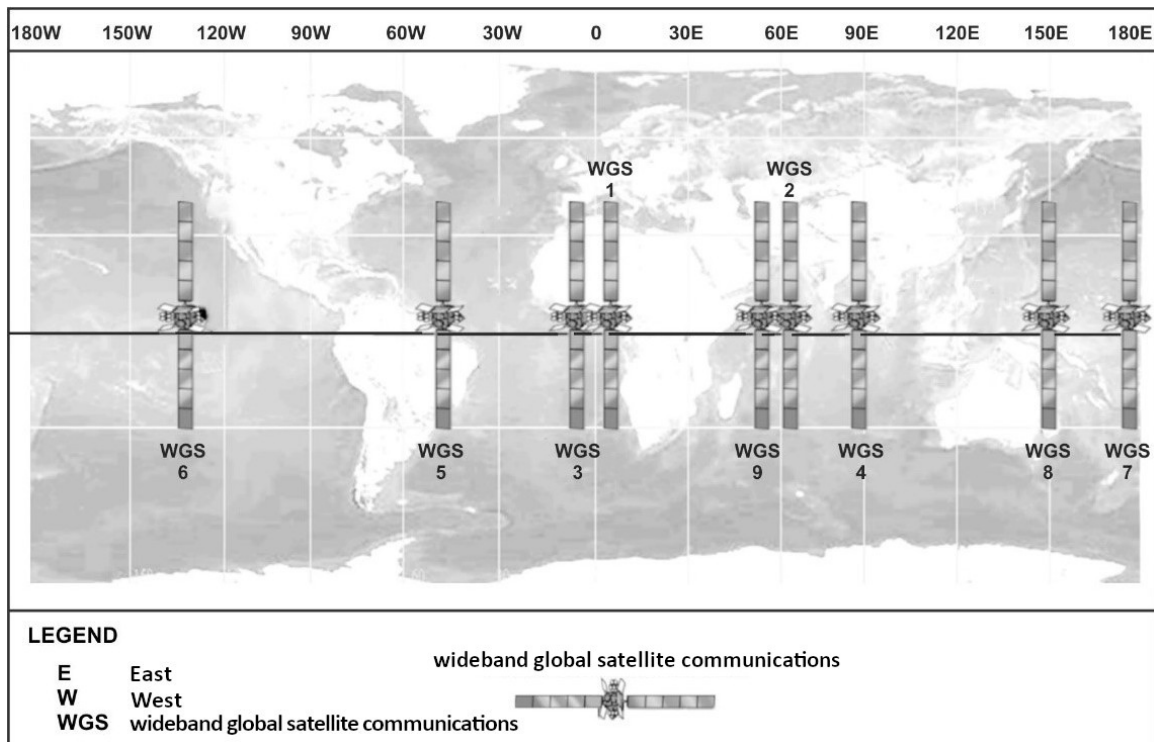 180W 150W 120W 90W 60W 30W 0 30E 60E 90E 120E 150E 180E
WGS
1
WGS
2
WGS
6
WGS
5
WGS
3
WGS
9
WGS
4
WGS
8
WGS
7
LEGEND
E East
W West
WGS wideband global satellite communications
wideband global satellite communications